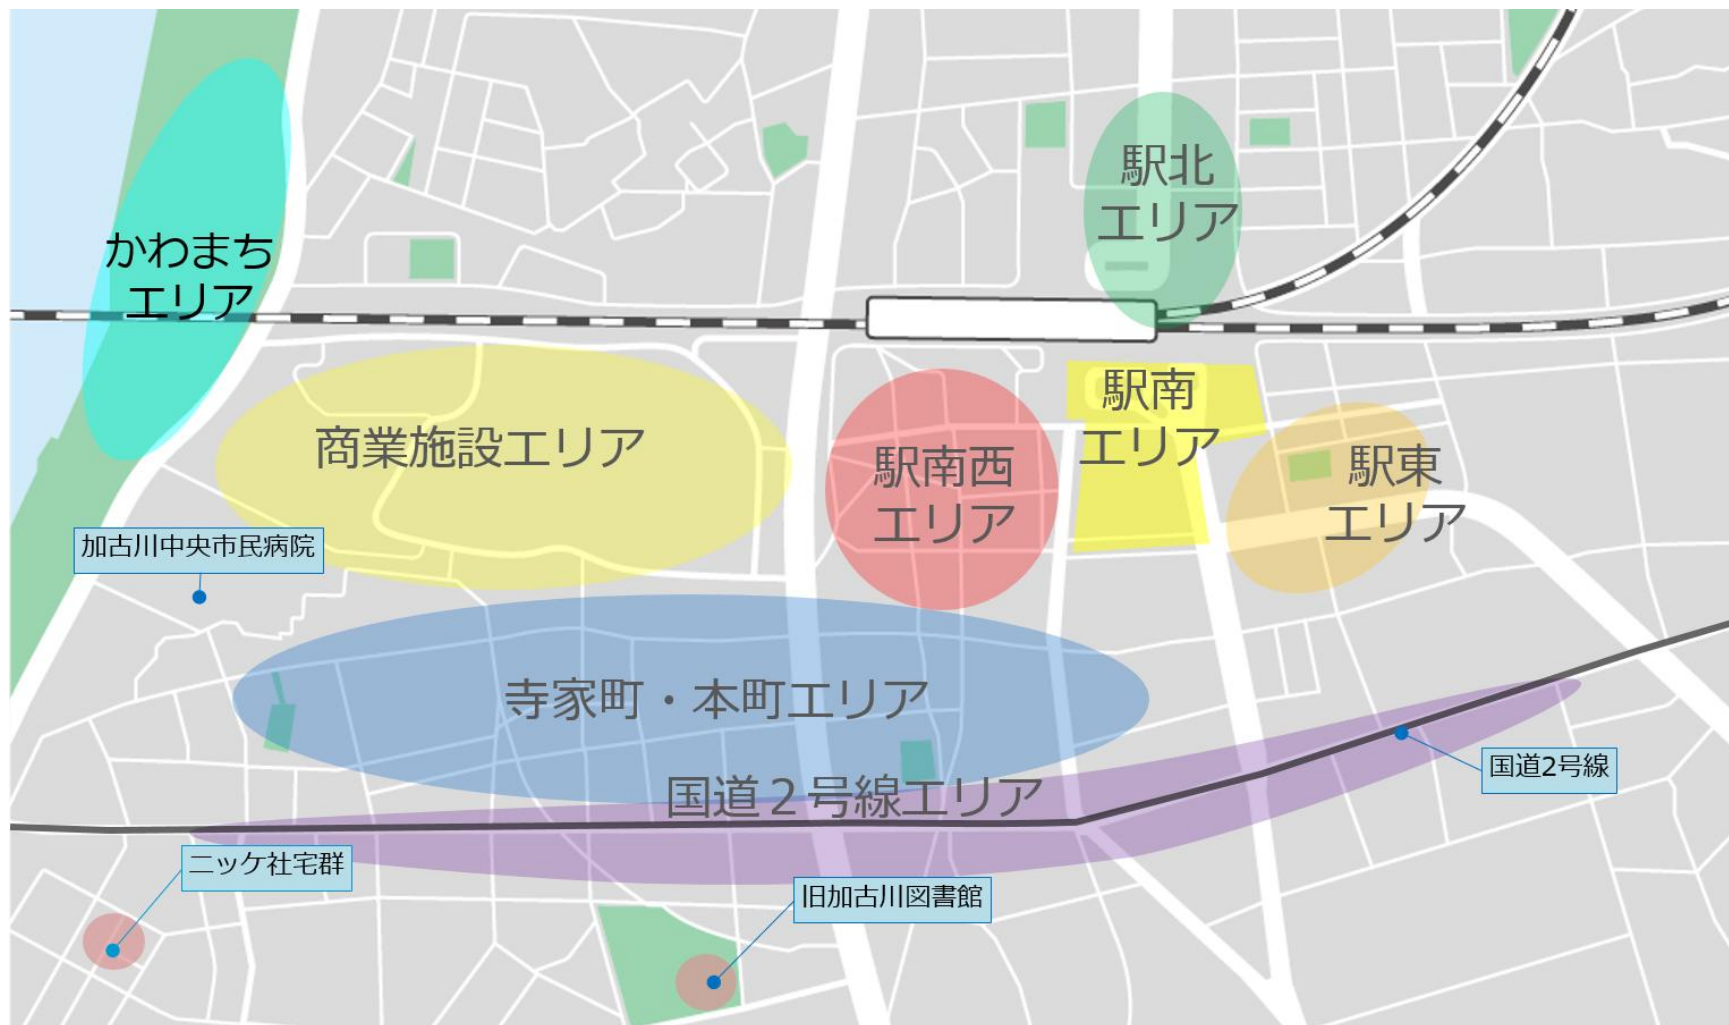 駅北
エリア
かわまち
エリア
駅南
エリア
商業施設エリア
駅南西
エリア
駅東
エリア
加古川中央市民病院
寺家町・本町エリア
国道２号線エリア
国道2号線
ニッケ社宅群
旧加古川図書館